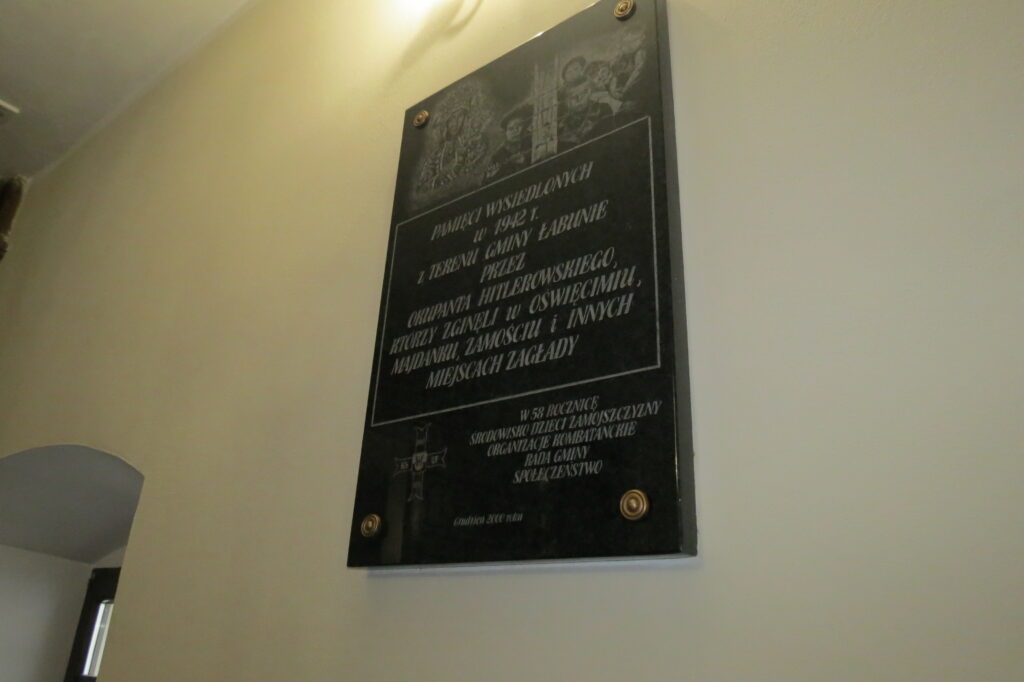 PAMIĘCI WYSIEDLONYCH
w 1942 r.
z TERENU GMINY ŁABUNIE
PRZEZ
OKUPANTA HITLEROWSKIEGO,
KTÓRZY ZGINĘLI w OŚWIĘCIMIU,
MAJDANKU, ZAMOŚCIU i INNYCH
MIEJSCACH ZAGŁADY
W 58 ROCZNICĘ
ŚRODOWISKO DZIECI ZAMOJSZCZYZNY
ORGANIZACJE KOMBATANCKIE
RADA GMINY
SPOŁECZEŃSTWO
Grudzień 2000 roku